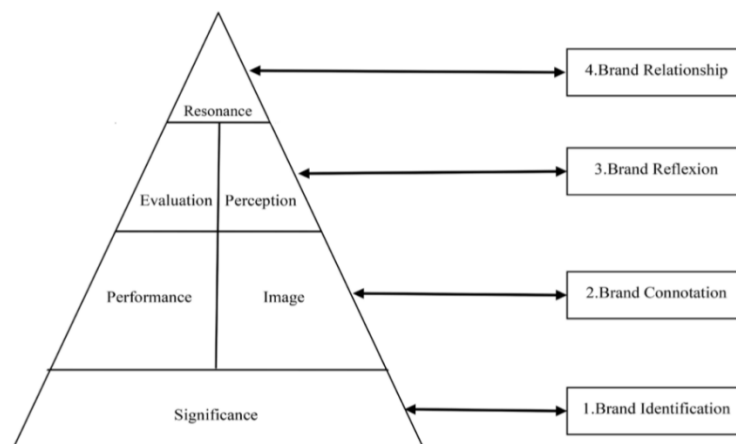 4.Brand Relationship
Resonance
3.Brand Reflexion
Evaluation
Perception
Performance
Image
2.Brand Connotation
Significance
1.Brand Identification